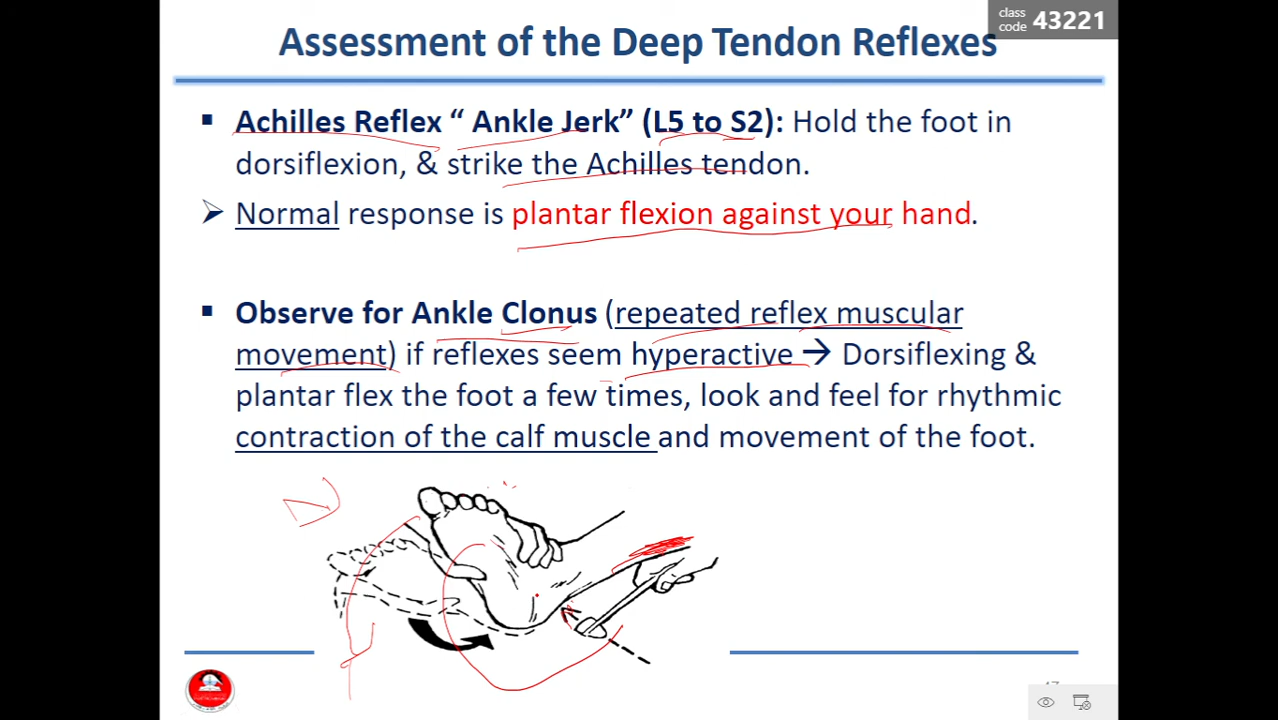 class
code 43221
Assessment of the Deep Tendon Reflexes
▪ Achilles Reflex “ Ankle Jerk” (L5 to S2): Hold the foot in
dorsiflexion, & strike the Achilles tendon.
➢ Normal response is plantar flexion against your hand.
▪ Observe for Ankle Clonus (repeated reflex muscular
movement) if reflexes seem hyperactive → Dorsiflexing &
plantar flex the foot a few times, look and feel for rhythmic
contraction of the calf muscle and movement of the foot.